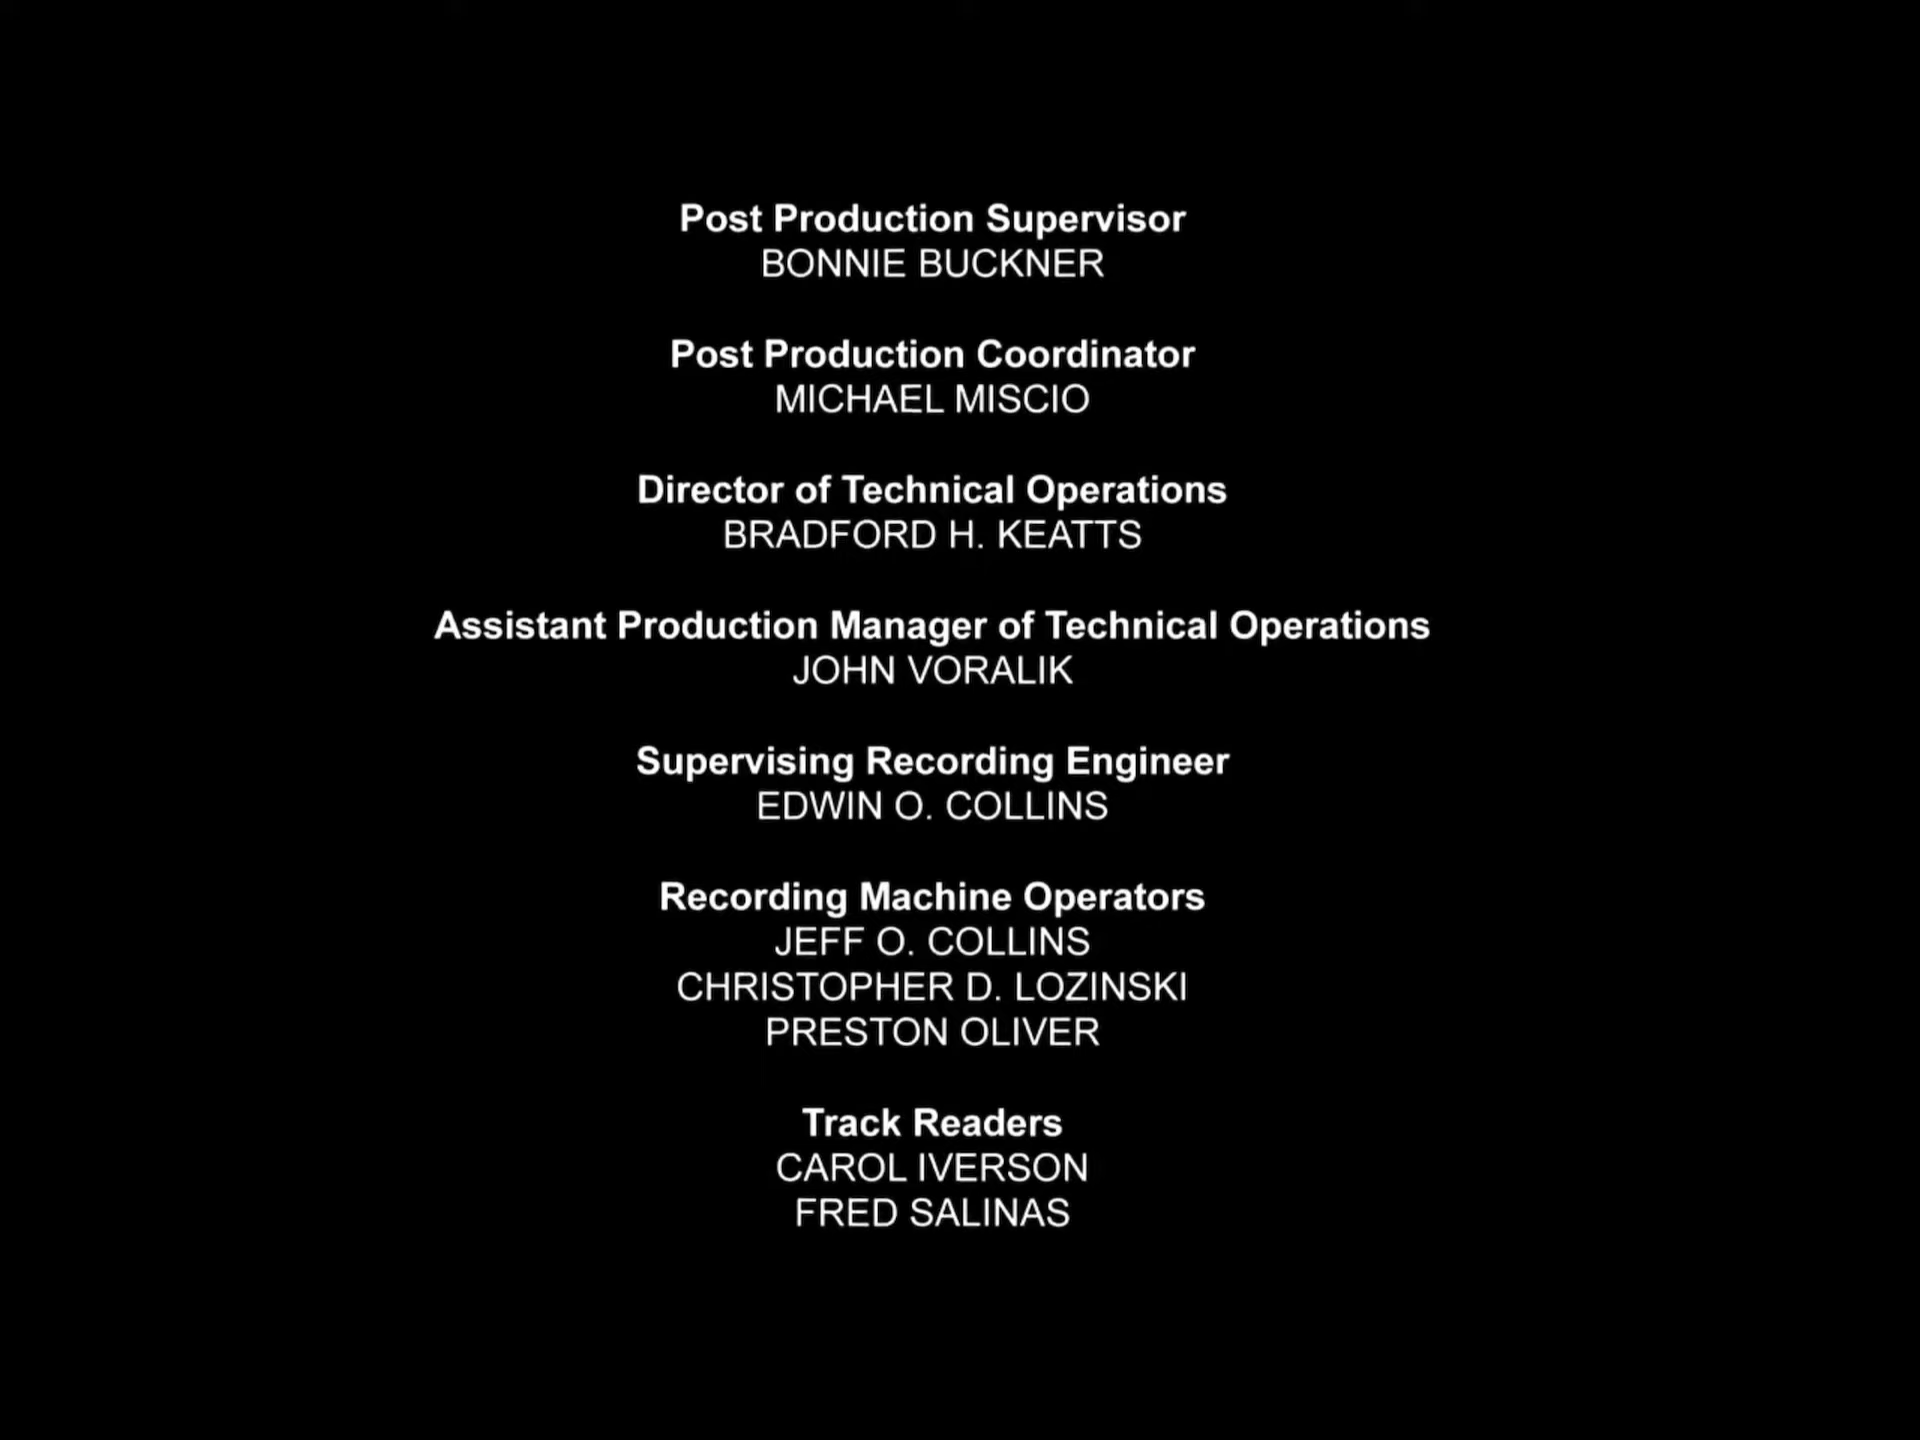 Post Production Supervisor
BONNIE BUCKNER
Post Production Coordinator
MICHAEL MISCIO
Director of Technical Operations
BRADFORD H. KEATTS
Assistant Production Manager of Technical Operations
JOHN VORALIK
Supervising Recording Engineer
EDWIN O. COLLINS
Recording Machine Operators
JEFF O. COLLINS
CHRISTOPHER D. LOZINSKI
PRESTON OLIVER
Track Readers
CAROL IVERSON
FRED SALINAS